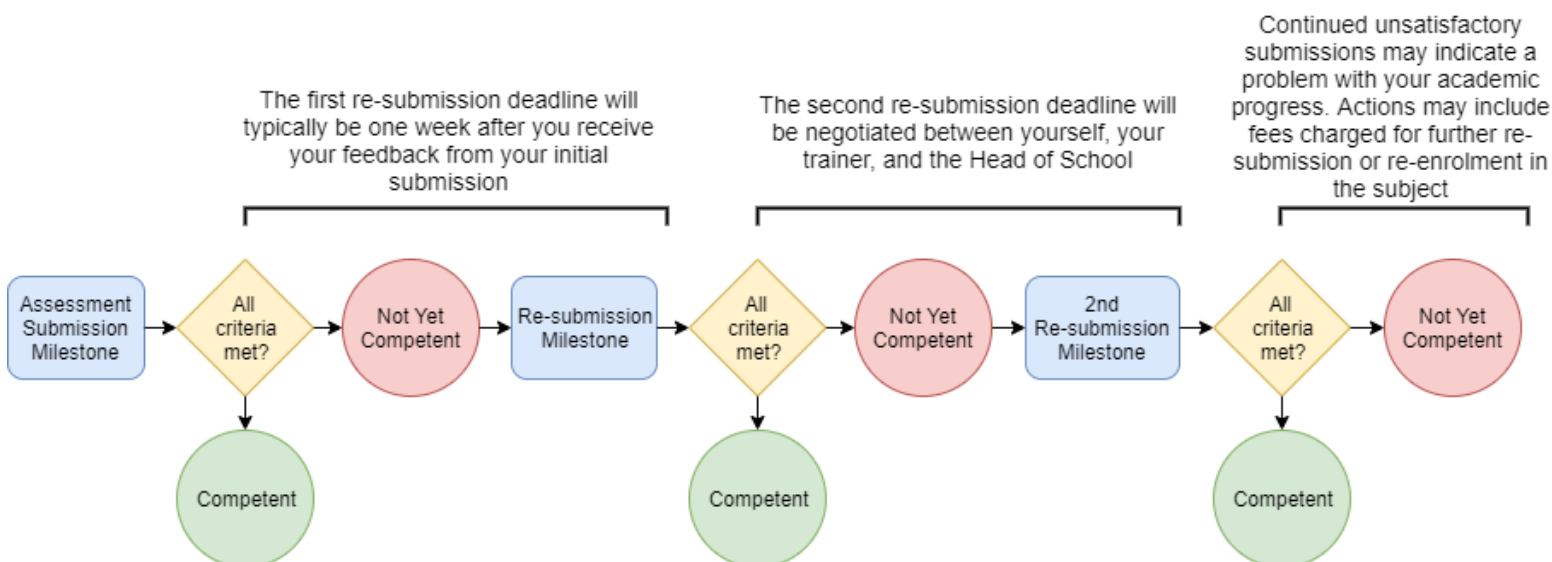 The first re-submission deadline will
typically be one week after you receive
your feedback from your initial
submission
The second re-submission deadline will
be negotiated between yourself, your
trainer, and the Head of School
Continued unsatisfactory
submissions may indicate a
problem with your academic
progress. Actions may include
fees charged for further re-
submission or re-enrolment in
the subject
Assessment
Submission
Milestone
All
criteria
met?
Not Yet
Competent
Re-submission
Milestone
All
criteria
met?
Not Yet
Competent
2nd
Re-submission
Milestone
All
criteria
met?
Not Yet
Competent
Competent
Competent
Competent